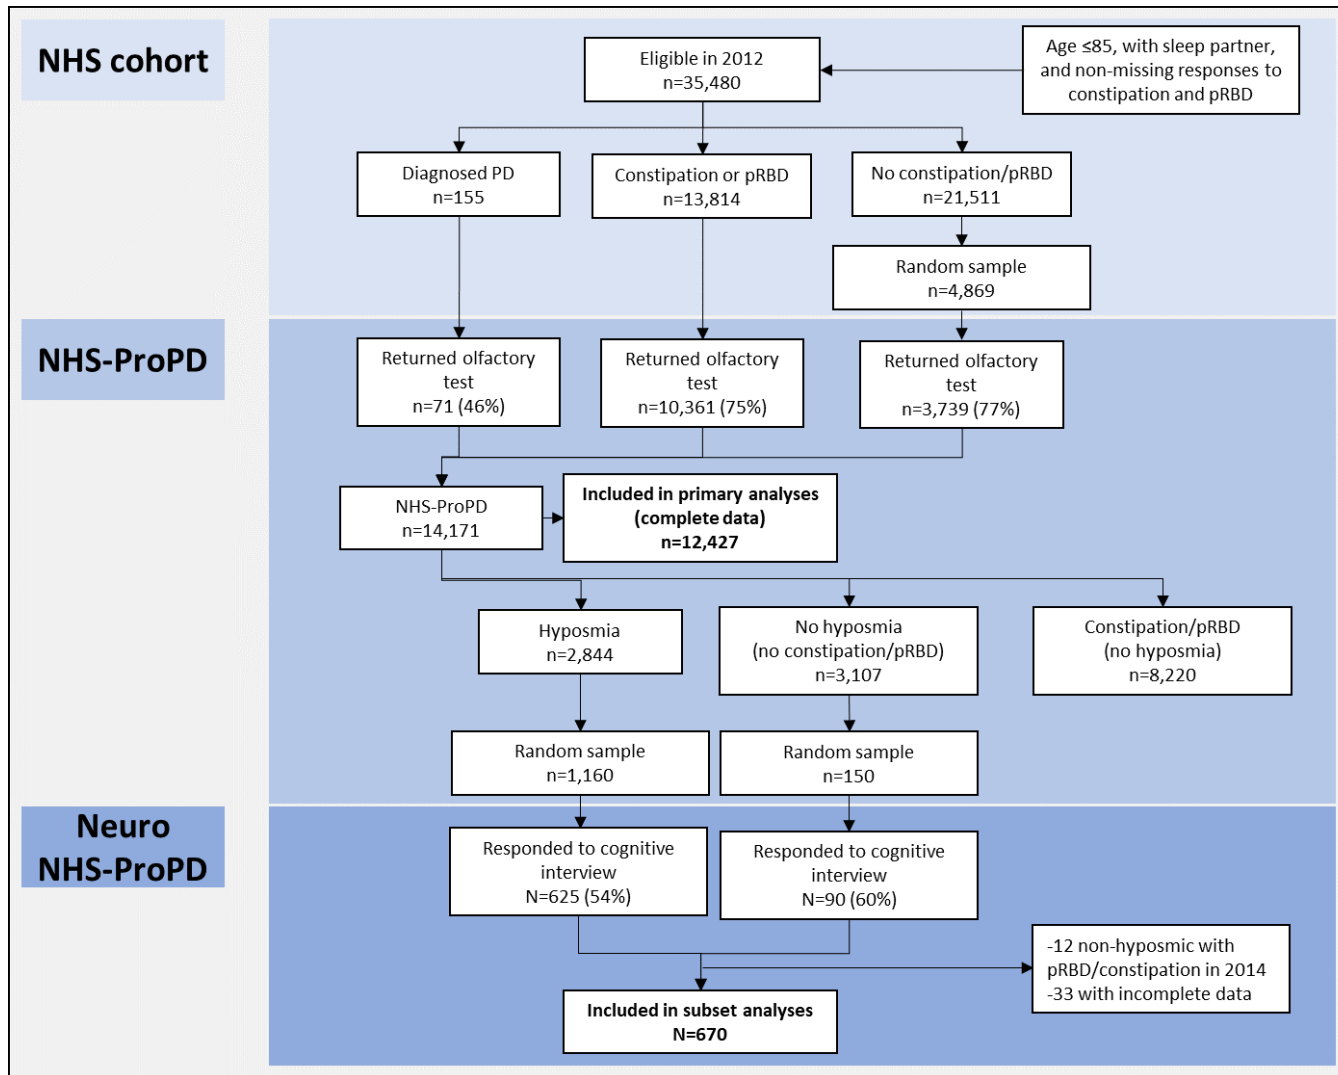 NHS cohort
Eligible in 2012
n=35,480
Age ≤85, with sleep partner,
and non-missing responses to
constipation and pRBD
Diagnosed PD
n=155
Constipation or pRBD
n=13,814
No constipation/pRBD
n=21,511
Random sample
n=4,869
NHS-ProPD
Returned olfactory
test
n=71 (46%)
Returned olfactory
test
n=10,361 (75%)
Returned olfactory
test
n=3,739 (77%)
NHS-ProPD
n=14,171
Included in primary analyses
(complete data)
n=12,427
Hyposmia
n=2,844
No hyposmia
(no constipation/pRBD)
n=3,107
Constipation/pRBD
(no hyposmia)
n=8,220
Random sample
n=1,160
Random sample
n=150
Neuro
NHS-ProPD
Responded to cognitive
interview
N=625 (54%)
Responded to cognitive
interview
N=90 (60%)
-12 non-hyposmic with
pRBD/constipation in 2014
-33 with incomplete data
Included in subset analyses
N=670